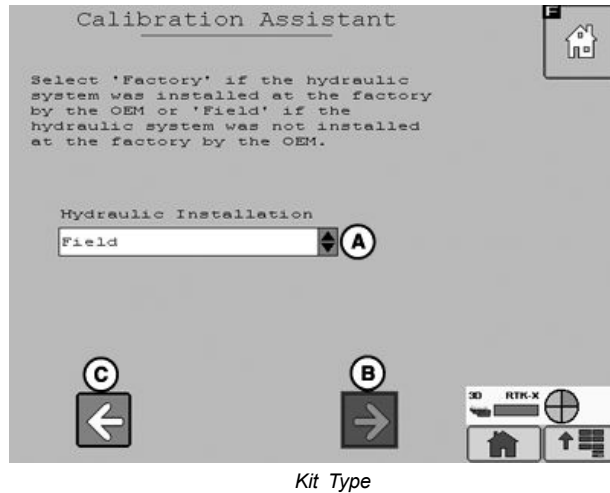 Calibration Assistant
F
Select 'Factory' if the hydraulic
system was installed at the factory
by the OEM or 'Field' if the
hydraulic system was not installed
at the factory by the OEM.
Hydraulic Installation
Field
A
C
B
3D RTK-X
Kit Type